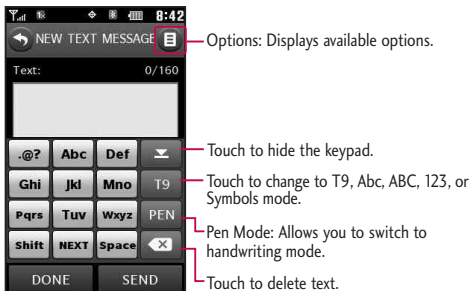 8:42
NEW TEXT MESSAGE
Options: Displays available options.
Text: 0/160
.@? Abc Def
Touch to hide the keypad.
Ghi Jkl Mno T9
Touch to change to T9, Abc, ABC, 123, or
Symbols mode.
Pqrs Tuv Wxyz PEN
Pen Mode: Allows you to switch to
handwriting mode.
Shift NEXT Space
Touch to delete text.
DONE SEND